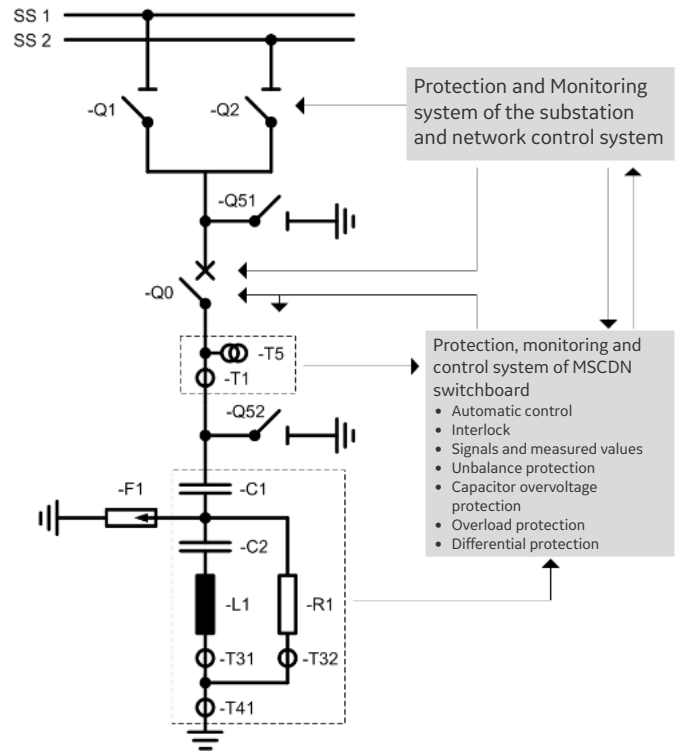 SS 1
SS 2
-Q1
-Q2
Protection and Monitoring
system of the substation
and network control system
-Q51
-Q0
-T5
-T1
Protection, monitoring and
control system of MSCDN
switchboard
• Automatic control
• Interlock
• Signals and measured values
• Unbalance protection
• Capacitor overvoltage
protection
• Overload protection
• Differential protection
-Q52
-F1
-C1
-C2
-L1
-R1
-T31
-T32
-T41